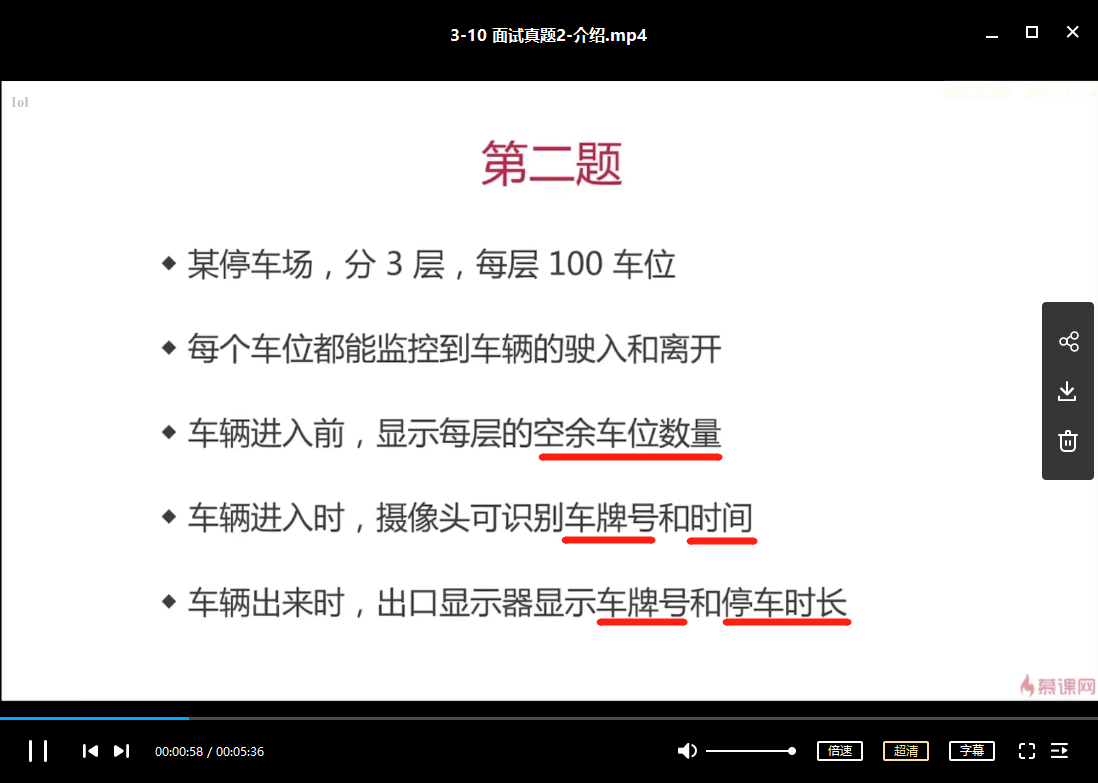 3-10 面试真题2-介绍.mp4
lol
第二题
◆ 某停车场，分 3 层，每层 100 车位
◆ 每个车位都能监控到车辆的驶入和离开
◆ 车辆进入前，显示每层的空余车位数量
◆ 车辆进入时，摄像头可识别车牌号和时间
◆ 车辆出来时，出口显示器显示车牌号和停车时长
慕课网
00:00:58 / 00:05:36
倍速
超清
字幕